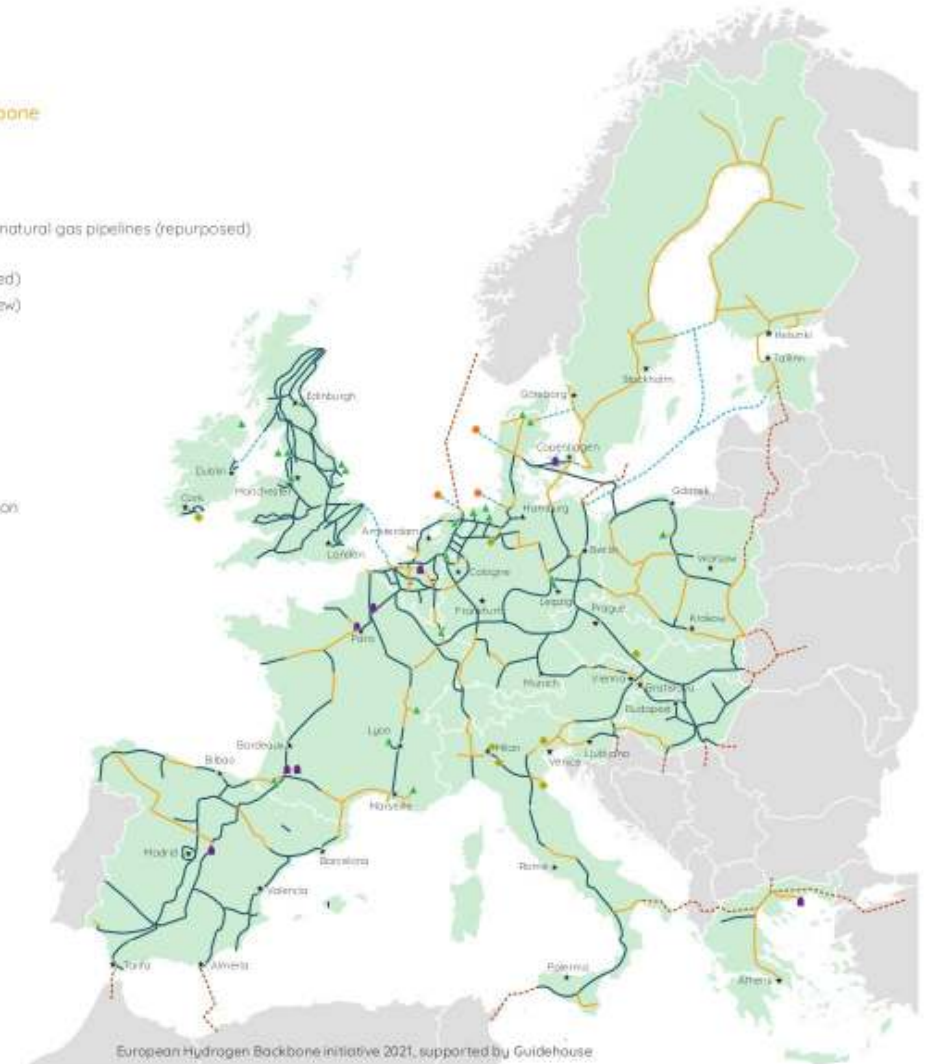 bone
natural gas pipelines (repurposed)
ed)
ew)
on
Helsinki
Tallinn
Stockholm
Göteborg
Edinburgh
Copenhagen
Dublin
Manchester
Gdansk
Cork
Hamburg
Amsterdam
London
Berlin
Warsaw
Cologne
Leipzig
Frankfurt
Prague
Krakow
Paris
Munich
Vienna
Bratislava
Budapest
Lyon
Bordeaux
Milan
Ljubljana
Venice
Bilbao
Marseille
Madrid
Barcelona
Rome
Valencia
Tarifa
Almería
Palermo
Athens
European Hydrogen Backbone initiative 2021, supported by Guidehouse